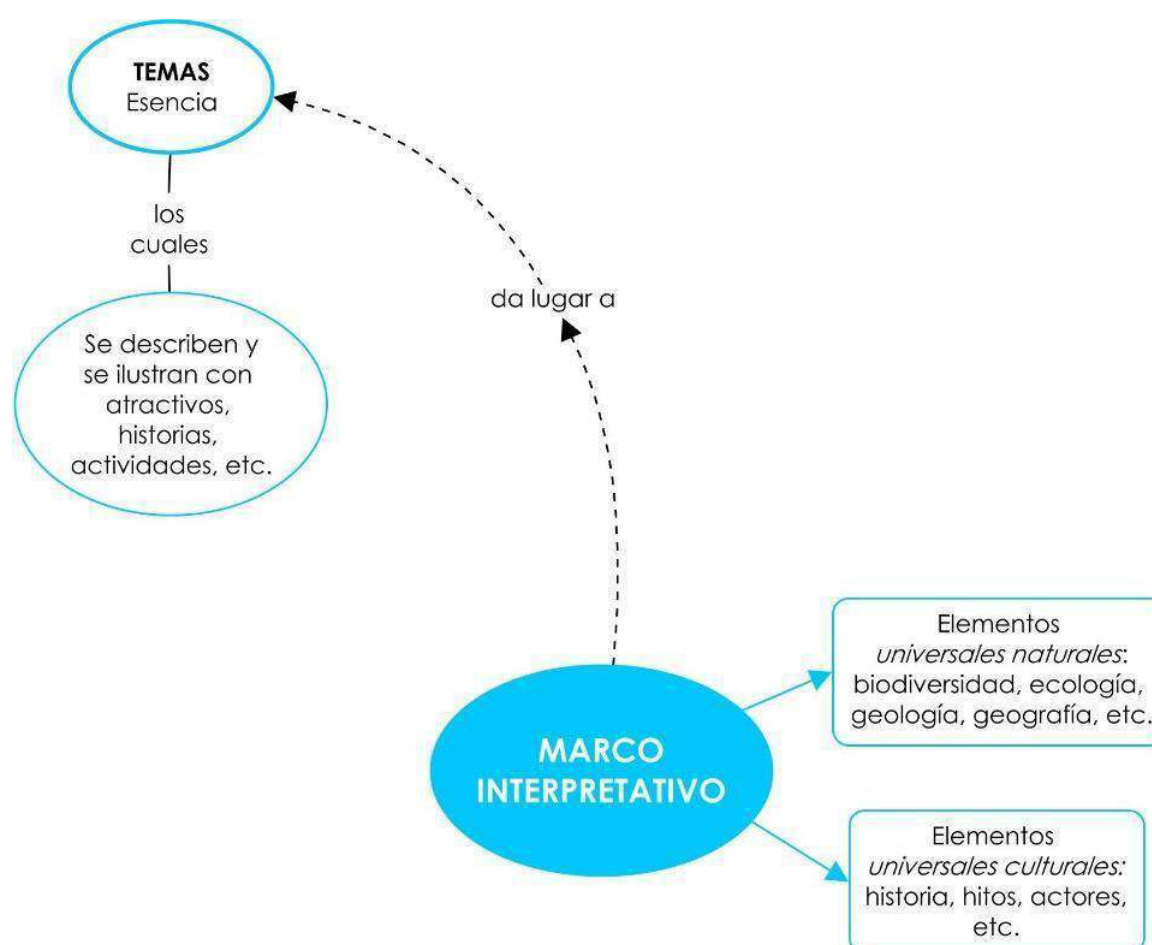 TEMAS
Esencia
los
cuales
Se describen y
se ilustran con
atractivos,
historias,
actividades, etc.
da lugar a
MARCO
INTERPRETATIVO
Elementos
universales naturales:
biodiversidad, ecología,
geología, geografía, etc.
Elementos
universales culturales:
historia, hitos, actores,
etc.